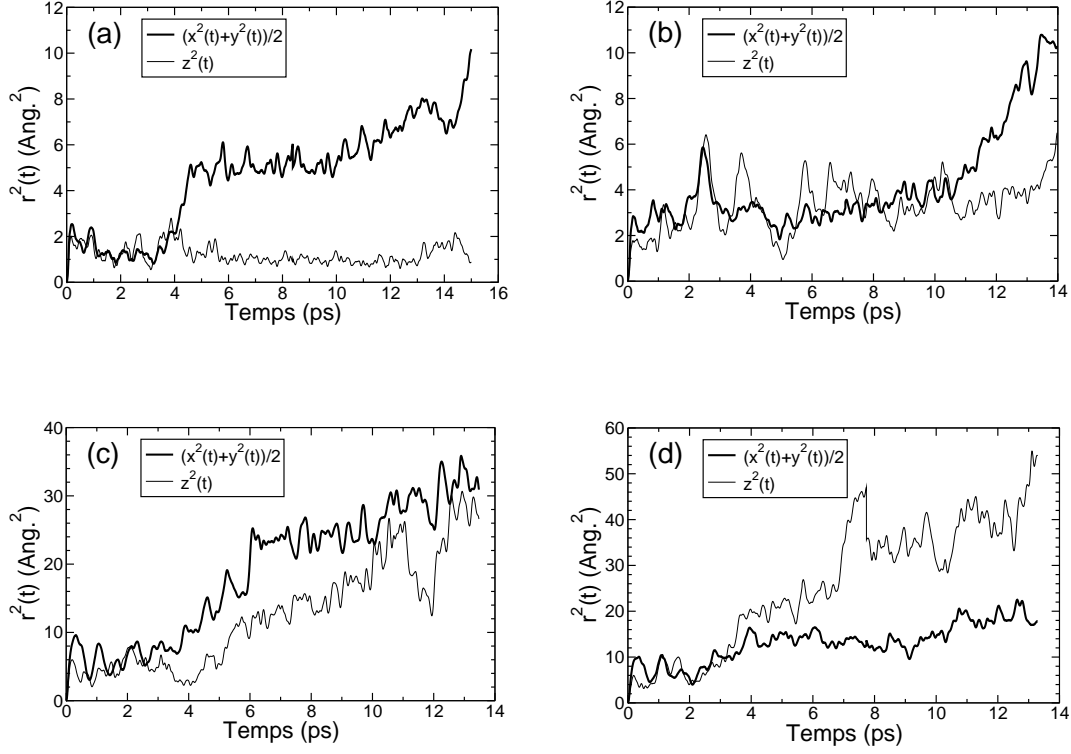 (a)
(x²(t)+y²(t))/2
z²(t)
12
10
8
6
4
2
0
r²(t) (Ang.²)
0 2 4 6 8 10 12 14 16
Temps (ps)
(b)
(x²(t)+y²(t))/2
z²(t)
12
10
8
6
4
2
0
r²(t) (Ang.²)
0 2 4 6 8 10 12 14
Temps (ps)
(c)
(x²(t)+y²(t))/2
z²(t)
40
30
20
10
0
r²(t) (Ang.²)
0 2 4 6 8 10 12 14
Temps (ps)
(d)
(x²(t)+y²(t))/2
z²(t)
60
50
40
30
20
10
0
r²(t) (Ang.²)
0 2 4 6 8 10 12 14
Temps (ps)